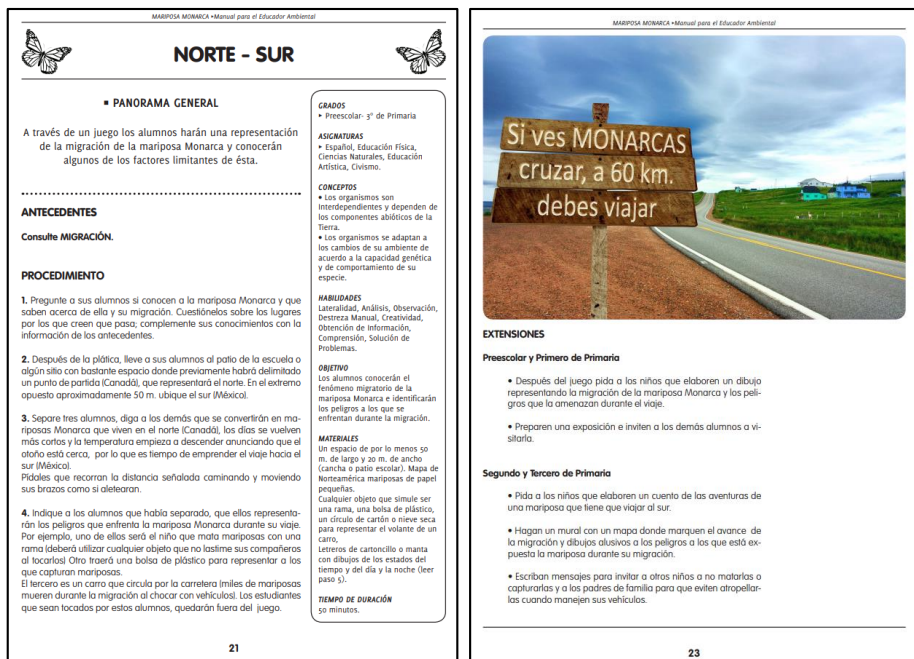 MARIPOSA MONARCA •Manual para el Educador Ambiental
NORTE - SUR
▪ PANORAMA GENERAL
A través de un juego los alumnos harán una representación
de la migración de la mariposa Monarca y conocerán
algunos de los factores limitantes de ésta.
ANTECEDENTES
Consulte MIGRACIÓN.
PROCEDIMIENTO
1. Pregunte a sus alumnos si conocen a la mariposa Monarca y que
saben acerca de ella y su migración. Cuestiónelos sobre los lugares
por los que creen que pasa; complemente sus conocimientos con la
información de los antecedentes.
2. Después de la plática, lleve a sus alumnos al patio de la escuela o
algún sitio con bastante espacio donde previamente habrá delimitado
un punto de partida (Canadá), que representará el norte. En el extremo
opuesto aproximadamente 50 m. ubique el sur (México).
3. Separe tres alumnos, diga a los demás que se convertirán en ma-
riposas Monarca que viven en el norte (Canadá), los días se vuelven
más cortos y la temperatura empieza a descender anunciando que el
otoño está cerca, por lo que es tiempo de emprender el viaje hacia el
sur (México).
Pídales que recorran la distancia señalada caminando y moviendo
sus brazos como si aletearan.
4. Indique a los alumnos que habla separado, que ellos representa-
rán los peligros que enfrenta la mariposa Monarca durante su viaje.
Por ejemplo, uno de ellos será el niño que mata mariposas con una
rama (deberá utilizar cualquier objeto que no lastime sus compañeros
al tocarlos) Otro traerá una bolsa de plástico para representar a los
que capturan mariposas.
El tercero es un carro que circula por la carretera (miles de mariposas
mueren durante la migración al chocar con vehículos). Los estudiantes
que sean tocados por estos alumnos, quedarán fuera del juego.
GRADOS
▸ Preescolar- 3º de Primaria
ASIGNATURAS
▸ Español, Educación Física,
Ciencias Naturales, Educación
Artística, Civismo.
CONCEPTOS
▪ Los organismos son
Interdependientes y dependen de
los componentes abióticos de la
Tierra.
▪ Los organismos se adaptan a
los cambios de su ambiente de
acuerdo a la capacidad genética
y de comportamiento de su
especie.
HABILIDADES
Lateralidad, Análisis, Observación,
Destreza Manual, Creatividad,
Obtención de Información,
Comprensión, Solución de
Problemas.
OBJETIVO
Los alumnos conocerán el
fenómeno migratorio de la
mariposa Monarca e identificarán
los peligros a los que se
enfrentan durante la migración.
MATERIALES
Un espacio de por lo menos 50
m. de largo y 20 m. de ancho
(cancha o patio escolar). Mapa de
Norteamérica mariposas de papel
pequeñas.
Cualquier objeto que simule ser
una rama, una bolsa de plástico,
un círculo de cartón o nieve seca
para representar el volante de un
carro,
Letreros de cartoncillo o manta
con dibujos de los estados del
tiempo y del día y la noche (leer
paso 5).
TIEMPO DE DURACIÓN
50 minutos.
21
MARIPOSA MONARCA •Manual para el Educador Ambiental
Si ves MONARCAS
cruzar, a 60 km.
debes viajar
EXTENSIONES
Preescolar y Primero de Primaria
• Después del juego pida a los niños que elaboren un dibujo
representando la migración de la mariposa Monarca y los peli-
gros que la amenazan durante el viaje.
• Preparen una exposición e inviten a los demás alumnos a vi-
sitarla.
Segundo y Tercero de Primaria
• Pida a los niños que elaboren un cuento de las aventuras de
una mariposa que tiene que viajar al sur.
• Hagan un mural con un mapa donde marquen el avance de
la migración y dibujos alusivos a los peligros a los que está ex-
puesta la mariposa durante su migración.
• Escriban mensajes para invitar a otros niños a no matarlas o
capturarlas y a los padres de familia para que eviten atropellar-
las cuando manejen sus vehículos.
23